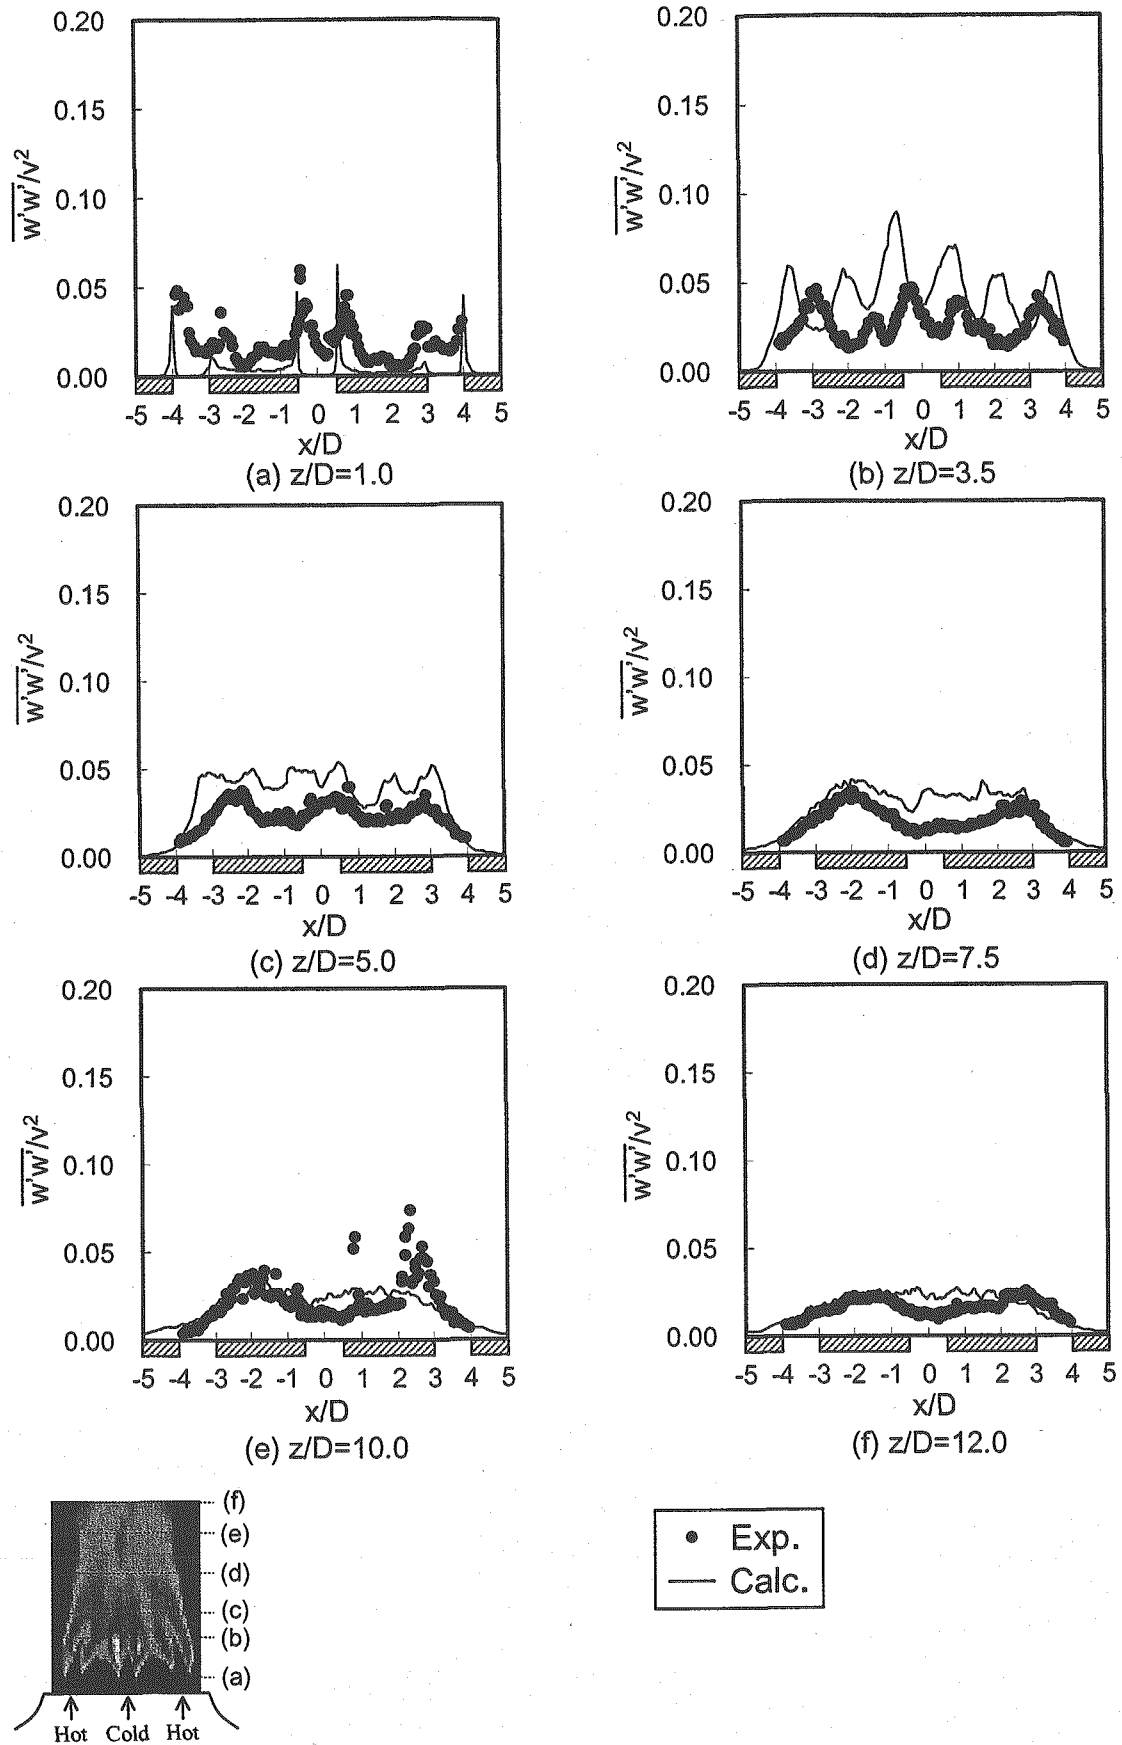 0.20
0.15
0.10
0.05
0.00
w'w'/v²
-5 -4 -3 -2 -1 0 1 2 3 4 5
x/D
(a) z/D=1.0
0.20
0.15
0.10
0.05
0.00
w'w'/v²
-5 -4 -3 -2 -1 0 1 2 3 4 5
x/D
(b) z/D=3.5
0.20
0.15
0.10
0.05
0.00
w'w'/v²
-5 -4 -3 -2 -1 0 1 2 3 4 5
x/D
(c) z/D=5.0
0.20
0.15
0.10
0.05
0.00
w'w'/v²
-5 -4 -3 -2 -1 0 1 2 3 4 5
x/D
(d) z/D=7.5
0.20
0.15
0.10
0.05
0.00
w'w'/v²
-5 -4 -3 -2 -1 0 1 2 3 4 5
x/D
(e) z/D=10.0
0.20
0.15
0.10
0.05
0.00
w'w'/v²
-5 -4 -3 -2 -1 0 1 2 3 4 5
x/D
(f) z/D=12.0
(f)
(e)
(d)
(c)
(b)
(a)
Hot Cold Hot
Exp.
Calc.